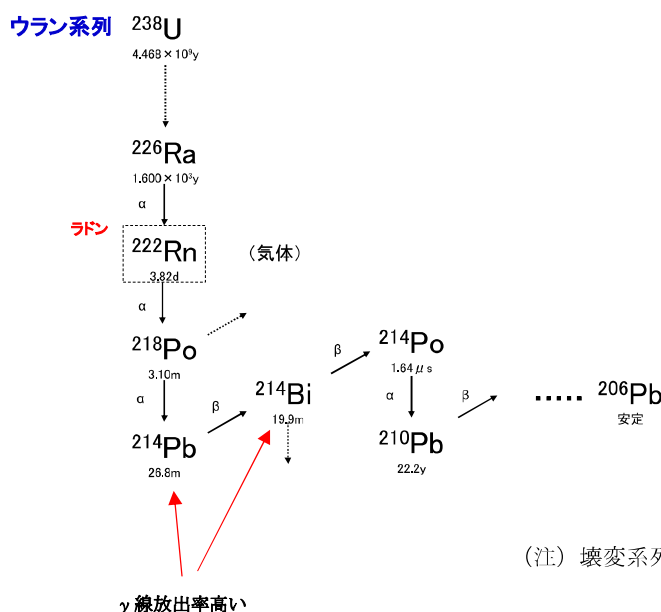 ウラン系列
²³⁸U
4.468×10⁹y
²²⁶Ra
1.600×10³y
α
ラドン
²²²Rn
(気体)
3.82d
α
²¹⁸Po
3.10m
²¹⁴Po
1.64μs
β
α
β
²¹⁴Bi
19.9m
α
β
²¹⁴Pb
26.8m
²¹⁰Pb
22.2y
.....
²⁰⁶Pb
安定
(注) 壊変系列
γ線放出率高い